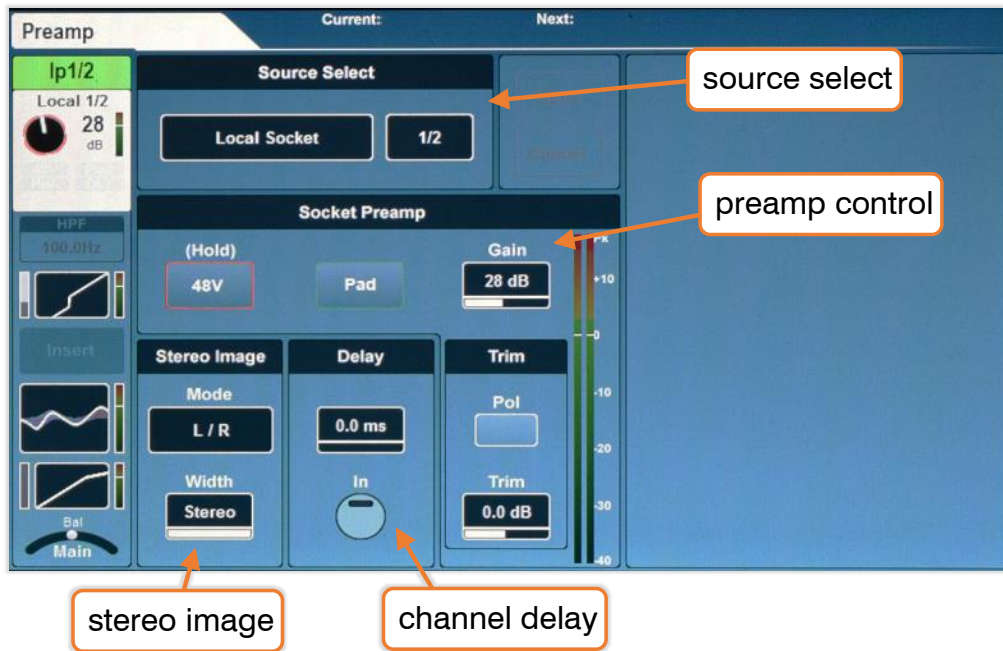 Preamp
Current:
Next:
Ip1/2
Local 1/2
28
dB
HPF
100.0Hz
Insert
Bal
Main
Source Select
Local Socket
1/2
source select
Socket Preamp
(Hold)
48V
Pad
Gain
28 dB
preamp control
Pk
+10
0
-10
-20
-30
-40
Stereo Image
Mode
L / R
Width
Stereo
Delay
0.0 ms
In
Trim
Pol
Trim
0.0 dB
stereo image
channel delay